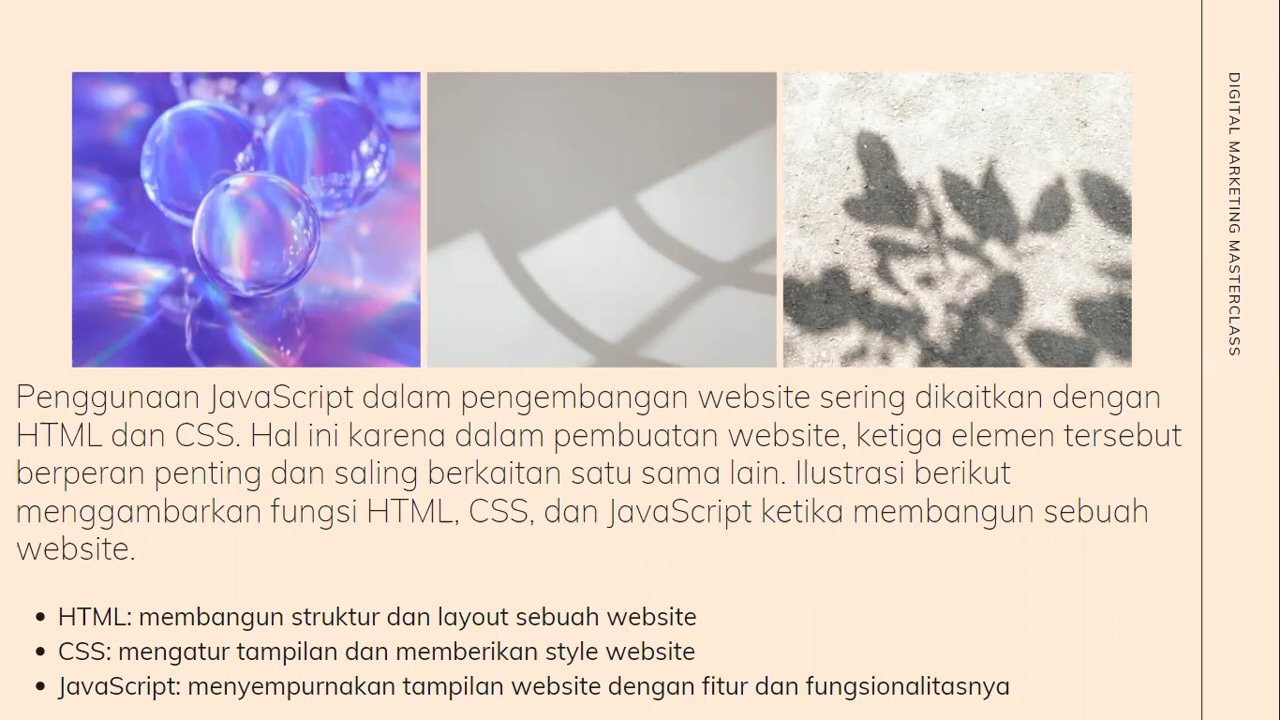 Penggunaan JavaScript dalam pengembangan website sering dikaitkan dengan
HTML dan CSS. Hal ini karena dalam pembuatan website, ketiga elemen tersebut
berperan penting dan saling berkaitan satu sama lain. Ilustrasi berikut
menggambarkan fungsi HTML, CSS, dan JavaScript ketika membangun sebuah
website.
• HTML: membangun struktur dan layout sebuah website
• CSS: mengatur tampilan dan memberikan style website
• JavaScript: menyempurnakan tampilan website dengan fitur dan fungsionalitasnya
DIGITAL MARKETING MASTERCLASS